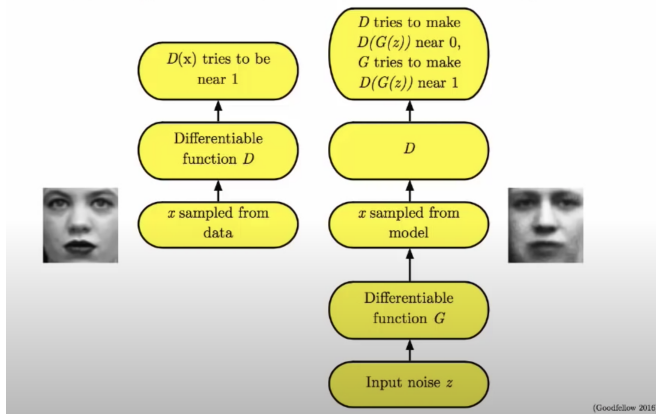 D(x) tries to be
near 1
Differentiable
function D
x sampled from
data
D tries to make
D(G(z)) near 0,
G tries to make
D(G(z)) near 1
D
x sampled from
model
Differentiable
function G
Input noise z
(Goodfellow 2016